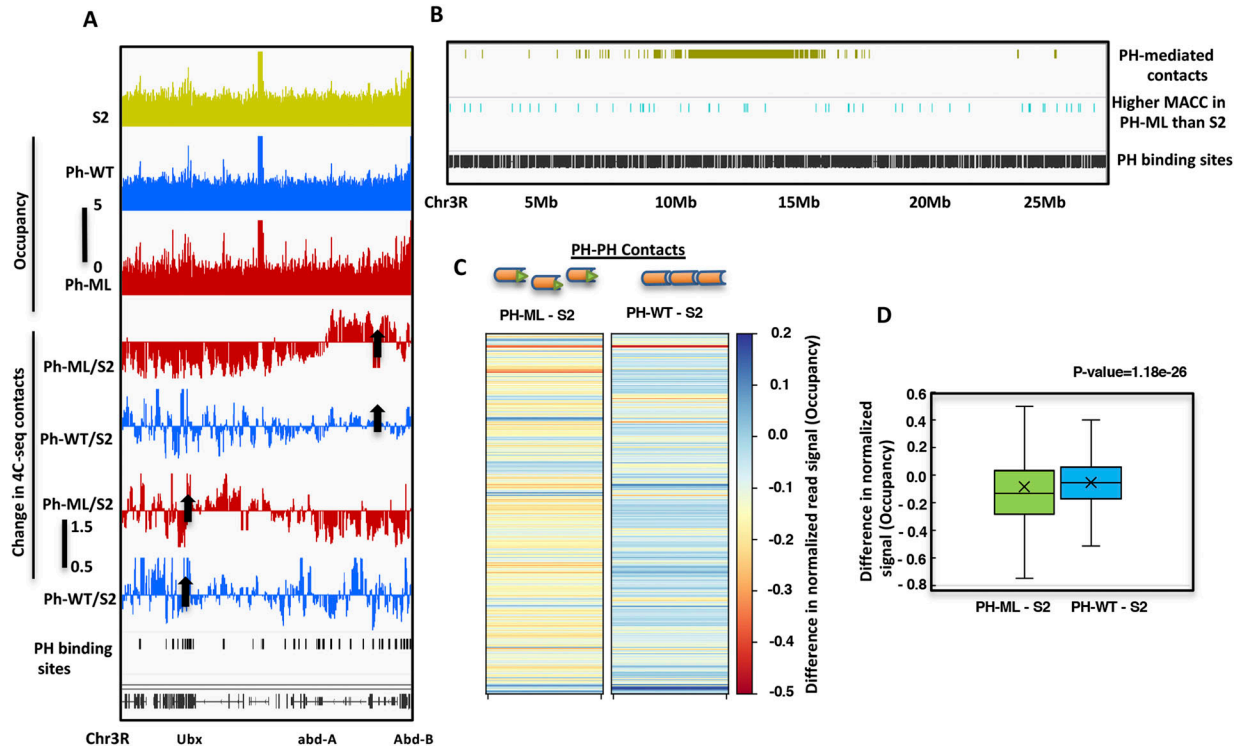 A
S2
Occupancy
Ph-WT
5
0
Ph-ML
Change in 4C-seq contacts
Ph-ML/S2
Ph-WT/S2
Ph-ML/S2
1.5
0.5
Ph-WT/S2
PH binding
sites
Chr3R Ubx abd-A Abd-B
B
PH-mediated
contacts
Higher MACC in
PH-ML than S2
PH binding sites
Chr3R 5Mb 10Mb 15Mb 20Mb 25Mb
C
PH-PH Contacts
PH-ML - S2 PH-WT - S2
0.2
0.1
0.0
-0.1
-0.2
-0.3
-0.4
-0.5
Difference in normalized read signal (Occupancy)
D
P-value=1.18e-26
Difference in normalized
signal (Occupancy)
0.6
0.4
0.2
0.0
- 0.2
- 0.4
- 0.6
- 0.8
PH-ML - S2 PH-WT - S2